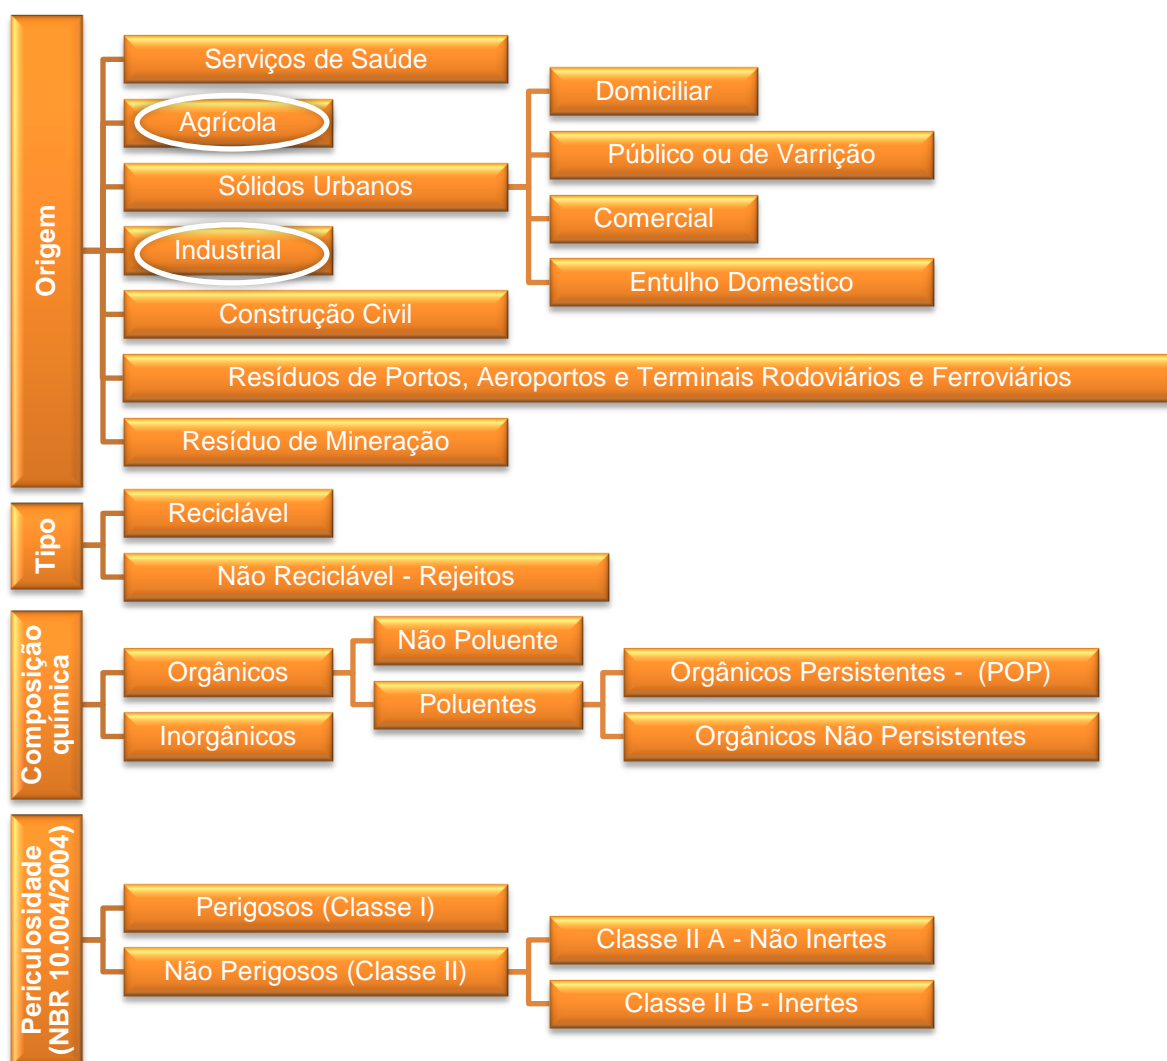 Origem
Serviços de Saúde
Agrícola
Sólidos Urbanos
Domiciliar
Público ou de Varrição
Comercial
Entulho Domestico
Industrial
Construção Civil
Resíduos de Portos, Aeroportos e Terminais Rodoviários e Ferroviários
Resíduo de Mineração
Tipo
Reciclável
Não Reciclável - Rejeitos
Composição
química
Orgânicos
Não Poluente
Poluentes
Orgânicos Persistentes - (POP)
Orgânicos Não Persistentes
Inorgânicos
Periculosidade
(NBR 10.004/2004)
Perigosos (Classe I)
Não Perigosos (Classe II)
Classe II A - Não Inertes
Classe II B - Inertes